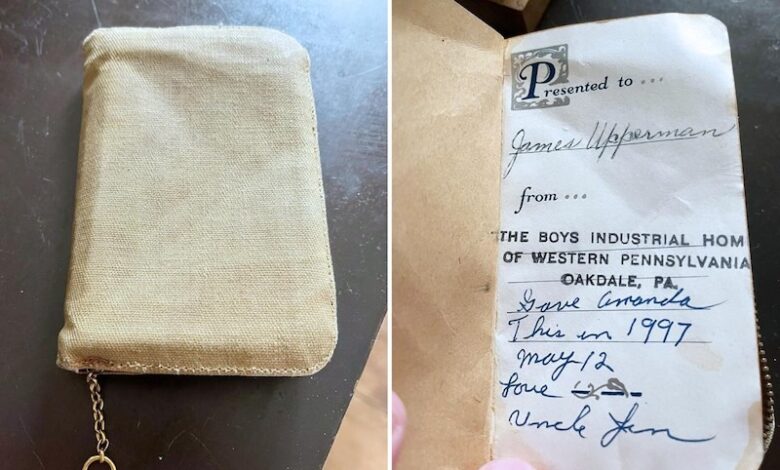 Presented to ...
James Upperman
from ...
THE BOYS INDUSTRIAL HOM
OF WESTERN PENNSYLVANIA
OAKDALE, PA.
Gave Amanda
This in 1997
May 12
Love
Uncle Jim